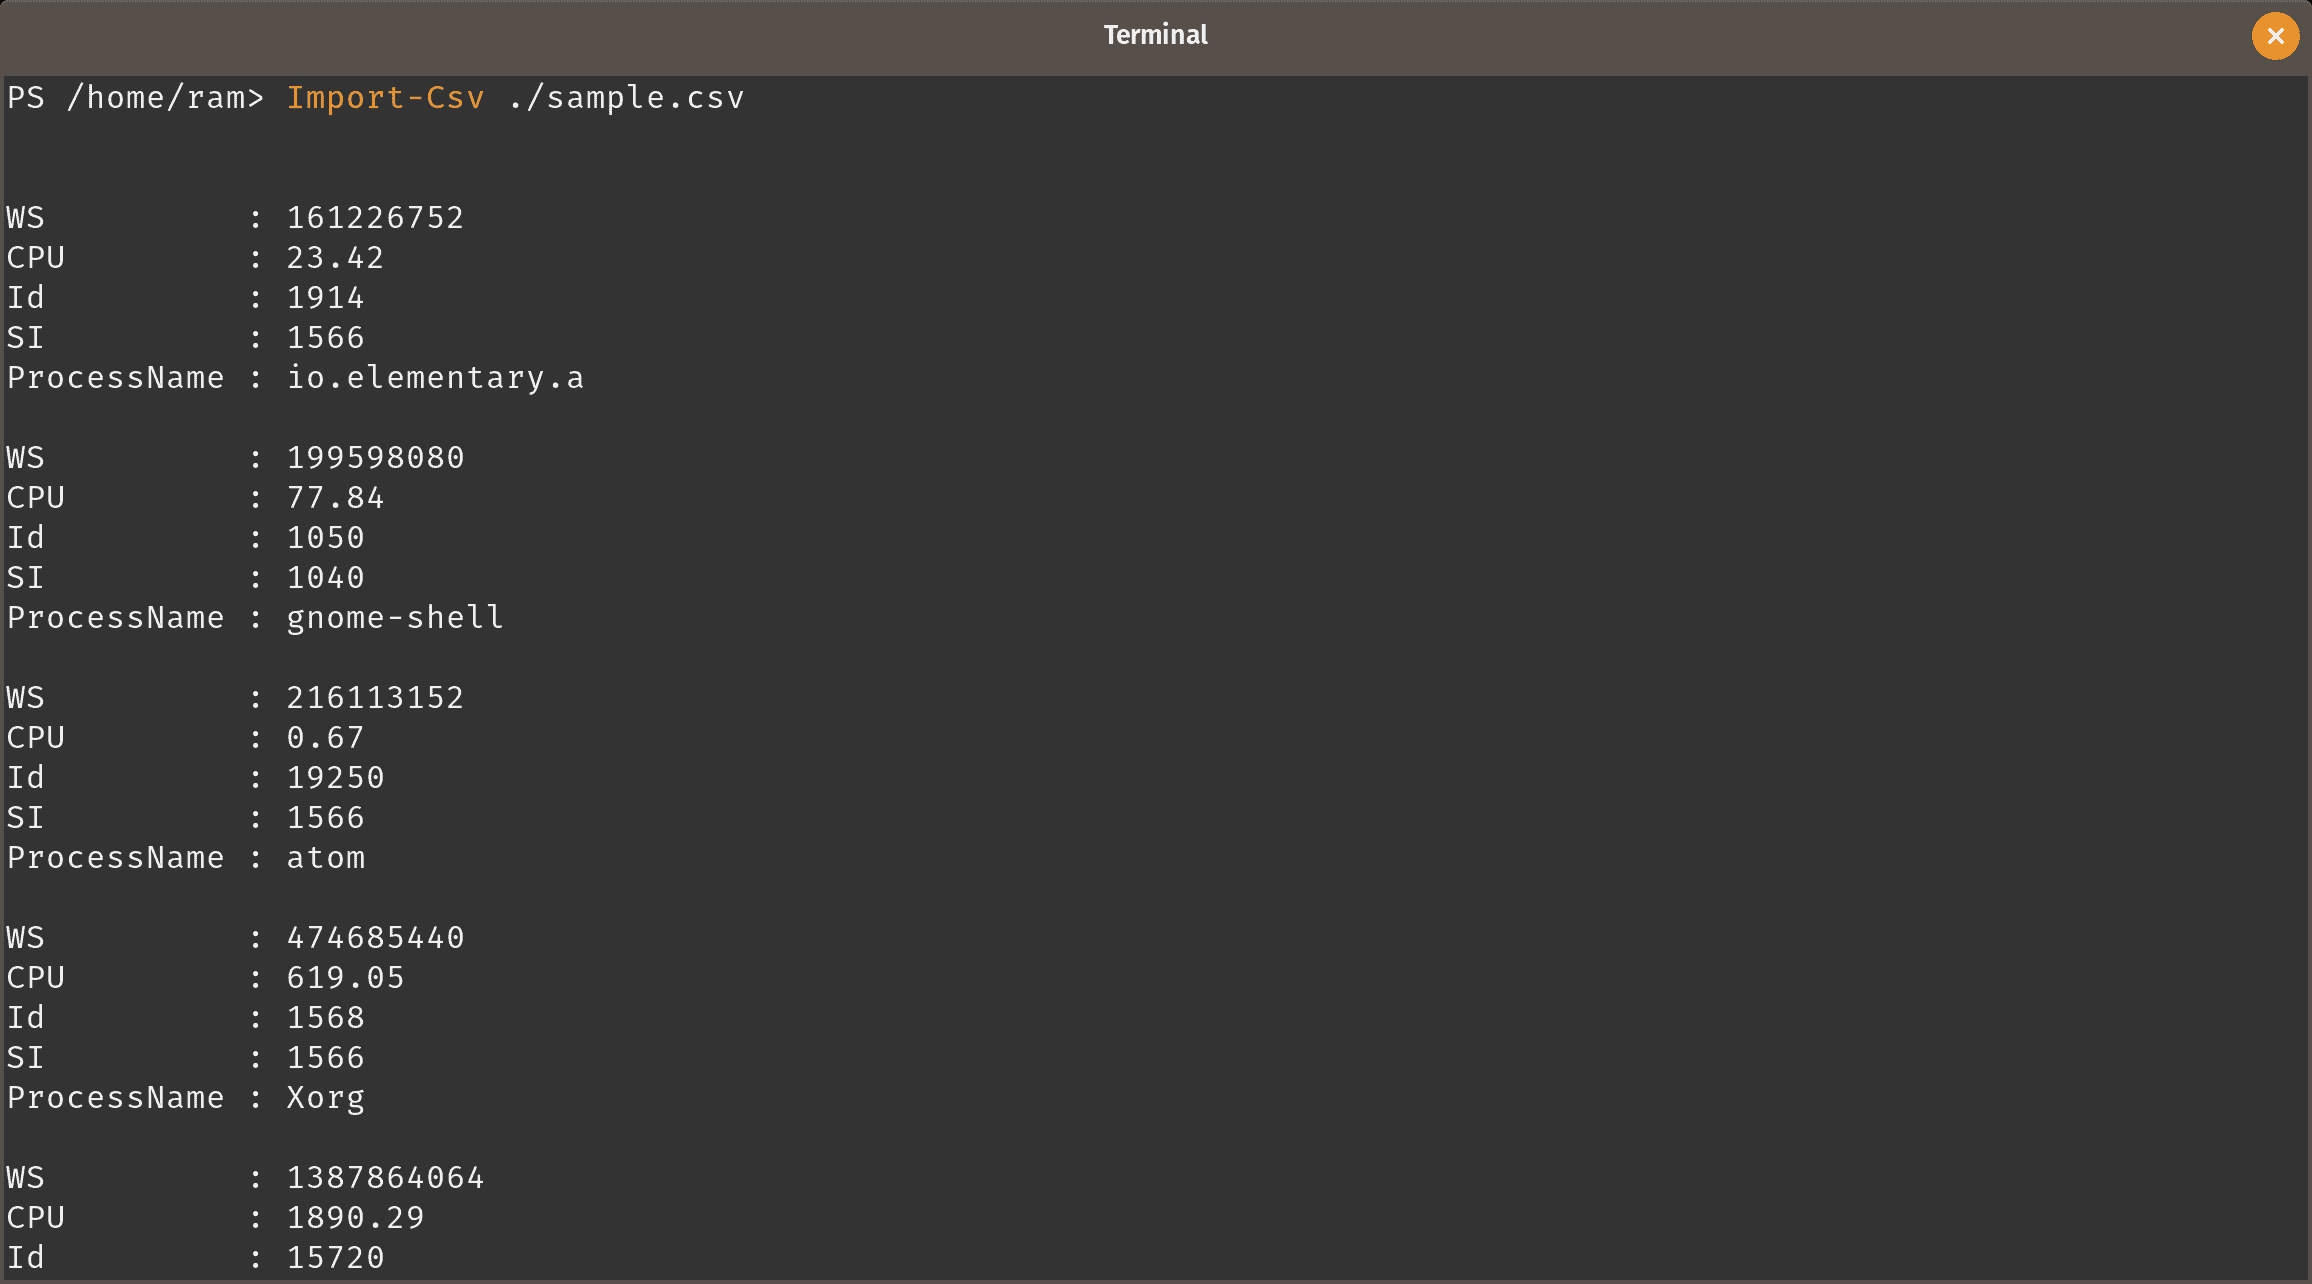 Terminal
PS /home/ram> Import-Csv ./sample.csv
WS : 161226752
CPU : 23.42
Id : 1914
SI : 1566
ProcessName : io.elementary.a
WS : 199598080
CPU : 77.84
Id : 1050
SI : 1040
ProcessName : gnome-shell
WS : 216113152
CPU : 0.67
Id : 19250
SI : 1566
ProcessName : atom
WS : 474685440
CPU : 619.05
Id : 1568
SI : 1566
ProcessName : Xorg
WS : 1387864064
CPU : 1890.29
Id : 15720